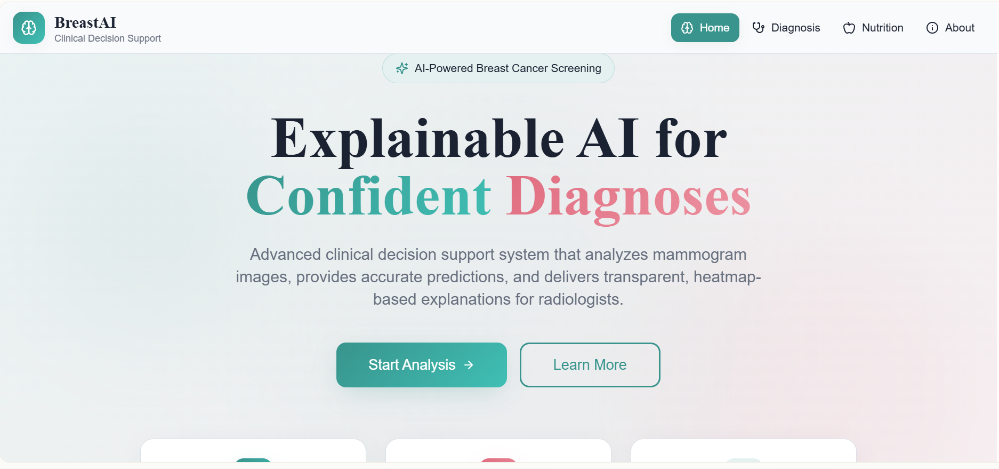 BreastAI
Clinical Decision Support
Home
Diagnosis
Nutrition
About
AI-Powered Breast Cancer Screening
Explainable AI for
Confident Diagnoses
Advanced clinical decision support system that analyzes mammogram
images, provides accurate predictions, and delivers transparent, heatmap-
based explanations for radiologists.
Start Analysis
Learn More